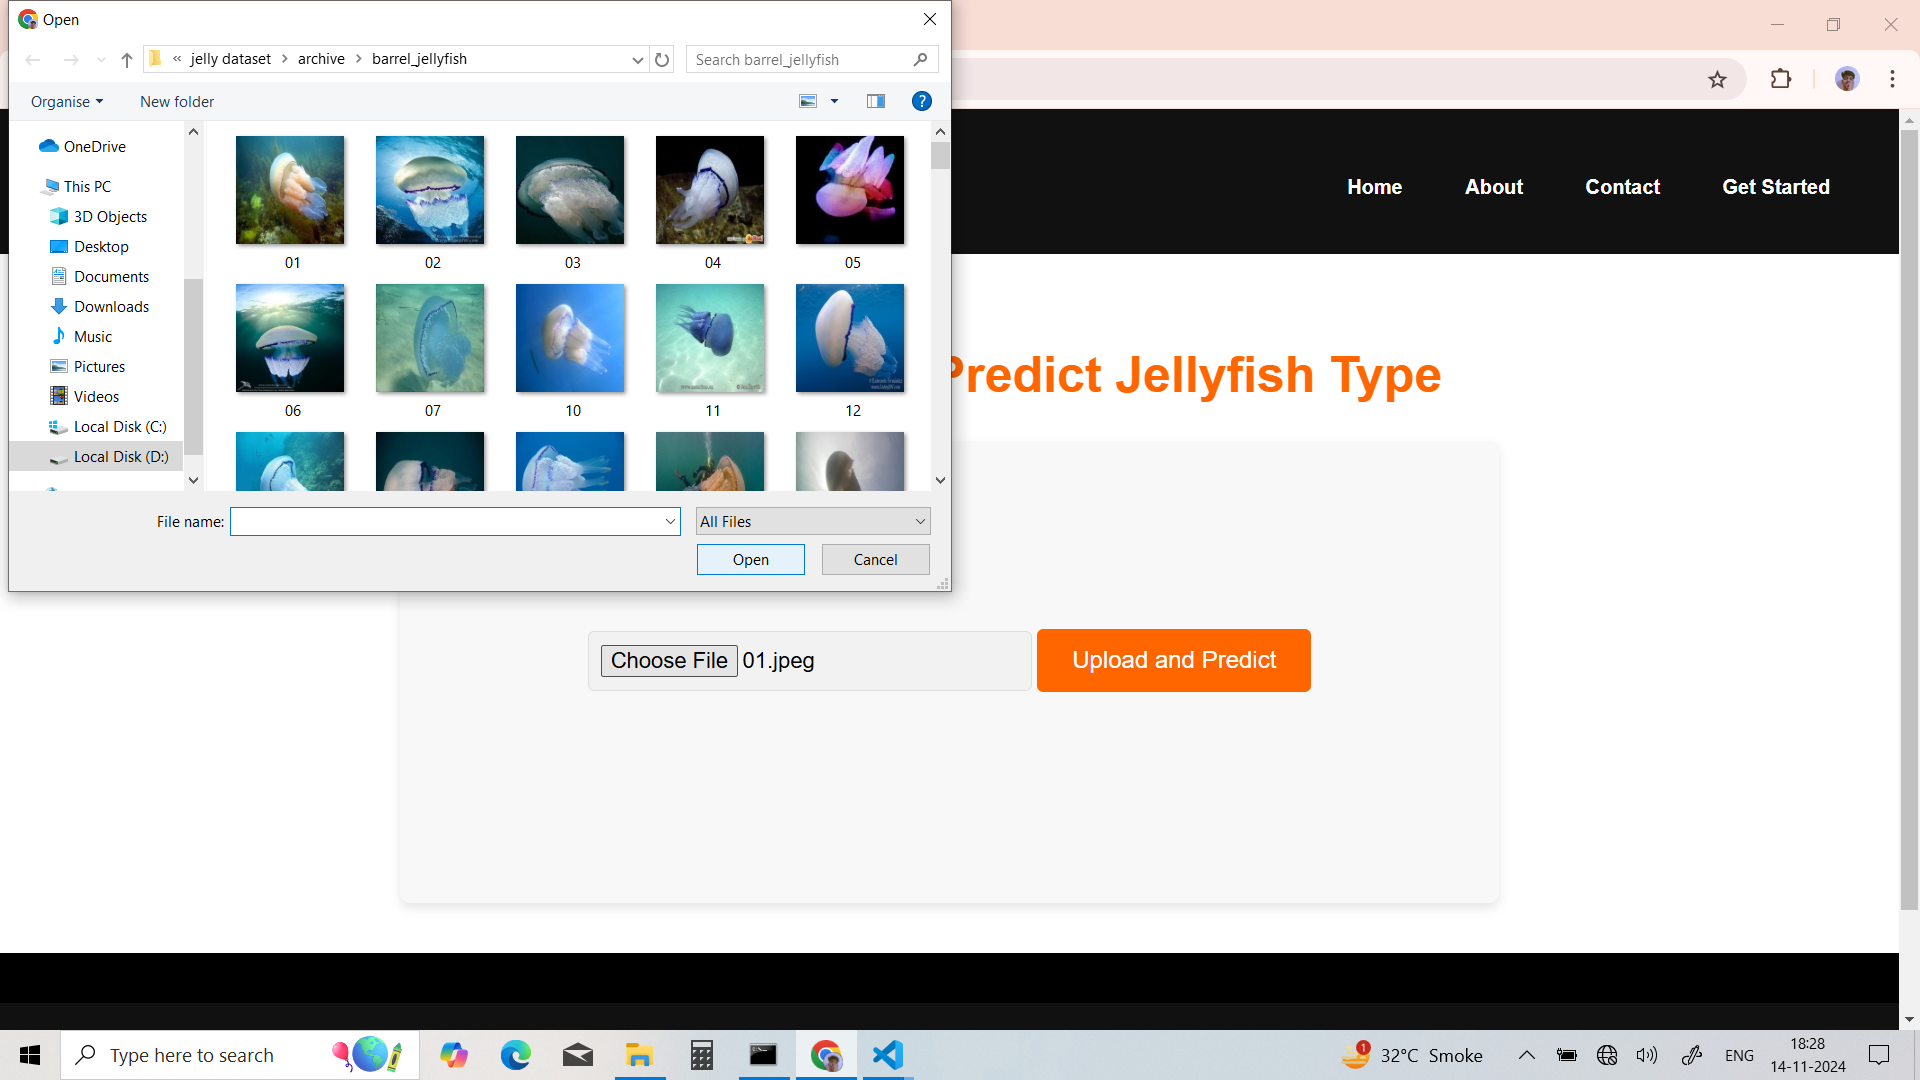 Open
« jelly dataset > archive > barrel_jellyfish
Search barrel_jellyfish
Organise
New folder
OneDrive
This PC
3D Objects
Desktop
Documents
Downloads
Music
Pictures
Videos
Local Disk (C:)
Local Disk (D:)
01 02 03 04 05
06 07 10 11 12
File name:
All Files
Open Cancel
Home About Contact Get Started
Predict Jellyfish Type
Choose File 01.jpeg
Upload and Predict
Type here to search
1
32°C Smoke
ENG
18:28
14-11-2024